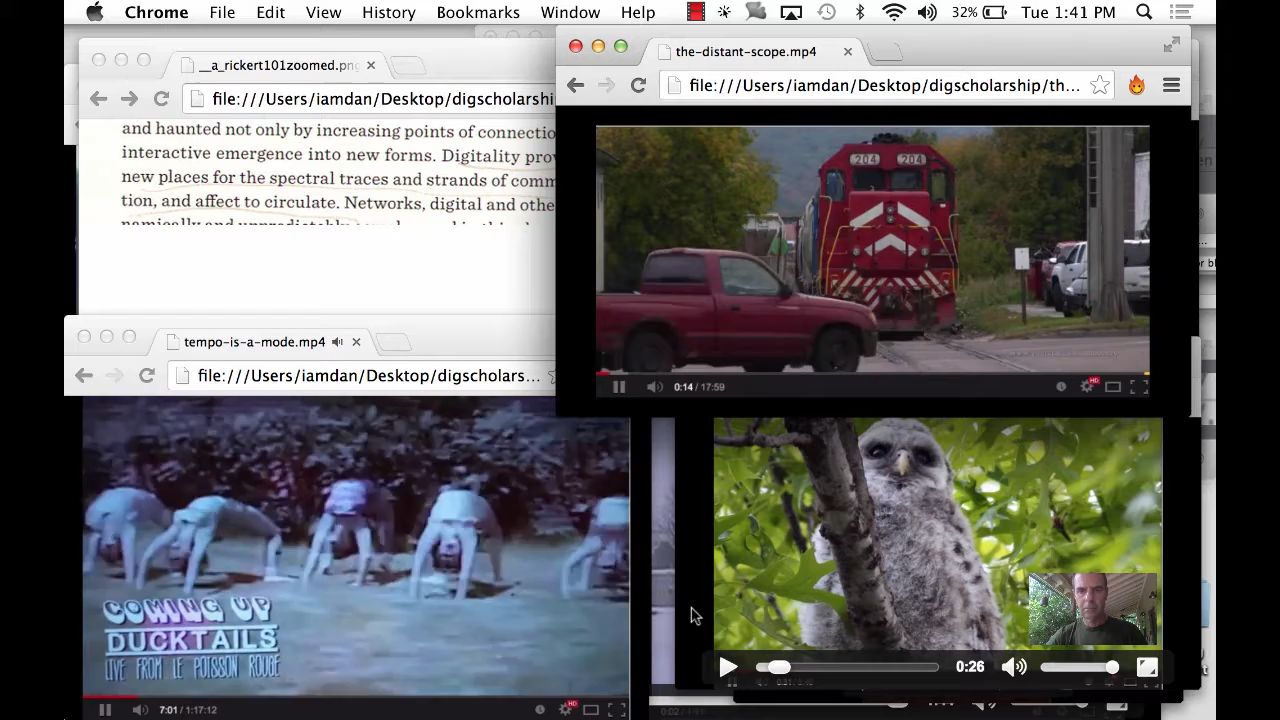 Chrome File Edit View History Bookmarks Window Help 32% Tue 1:41 PM
the-distant-scope.mp4
__a_rickert101zoomed.png
file:///Users/iamdan/Desktop/digscholarship/th...
file:///Users/iamdan/Desktop/digscholarshi
and haunted not only by increasing points of connectio
interactive emergence into new forms. Digitality prov
new places for the spectral traces and strands of comm
tion, and affect to circulate. Networks, digital and othe
204 204
0:14 / 17:59
HD
tempo-is-a-mode.mp4
file:///Users/iamdan/Desktop/digscholars...
COMING UP
DUCKTAILS
LIVE FROM LE POISSON ROUGE
7:01 / 1:17:12
HD
0:26